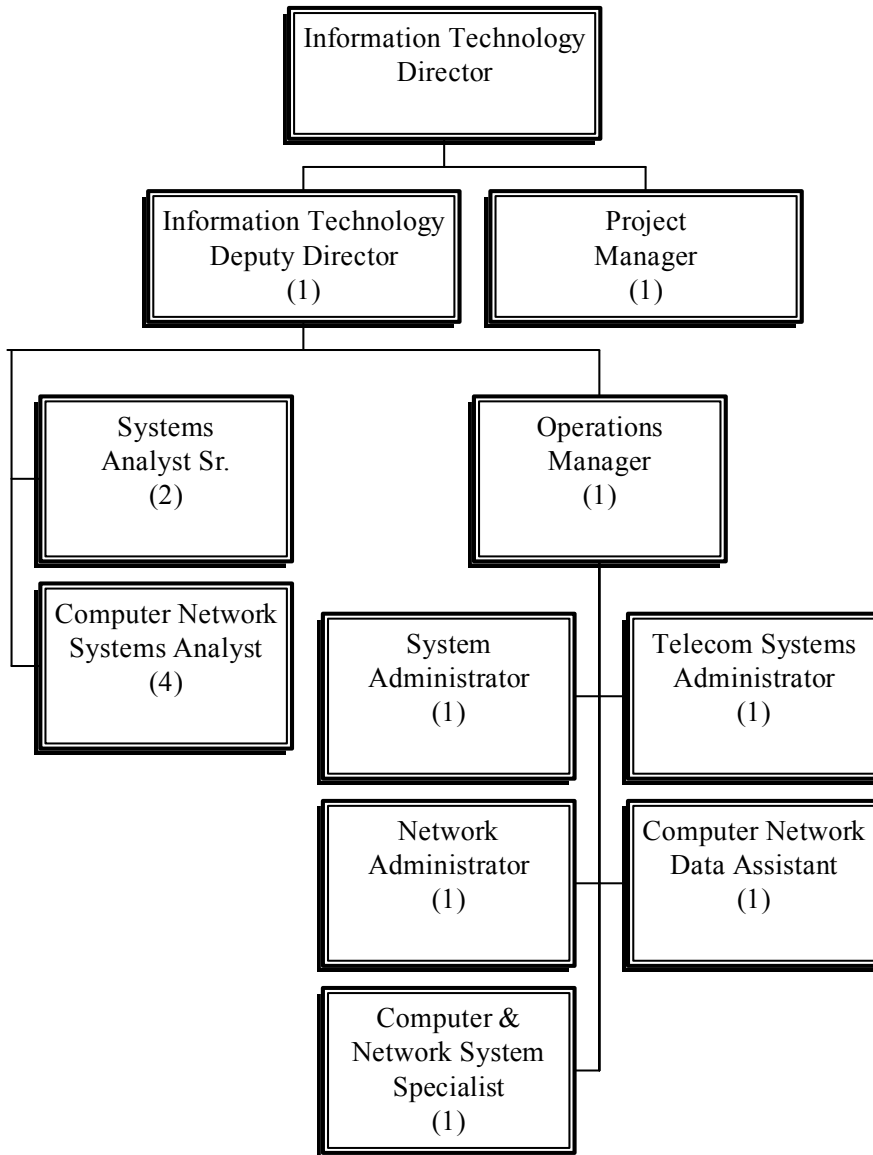 Information Technology
Director
Information Technology
Deputy Director
(1)
Project
Manager
(1)
Systems
Analyst Sr.
(2)
Operations
Manager
(1)
Computer Network
Systems Analyst
(4)
System
Administrator
(1)
Telecom Systems
Administrator
(1)
Network
Administrator
(1)
Computer Network
Data Assistant
(1)
Computer &
Network System
Specialist
(1)